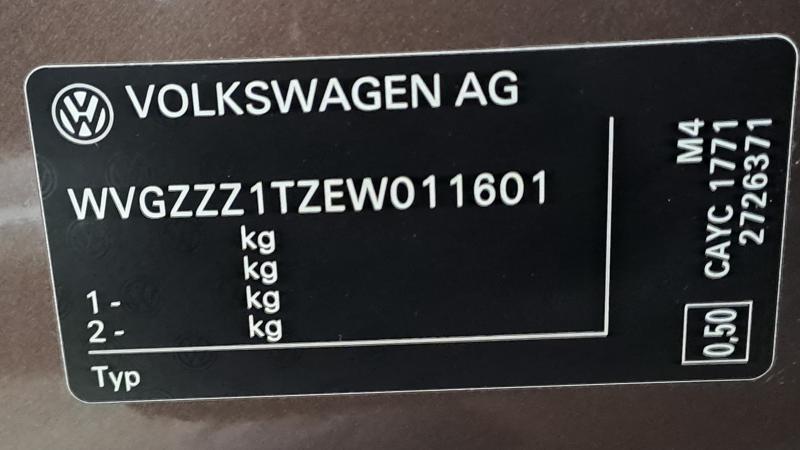 VOLKSWAGEN AG
WVGZZZ1TZEW011601
kg
kg
1 - kg
2 - kg
Typ
M4
CAYC 1771
2726371
0,50